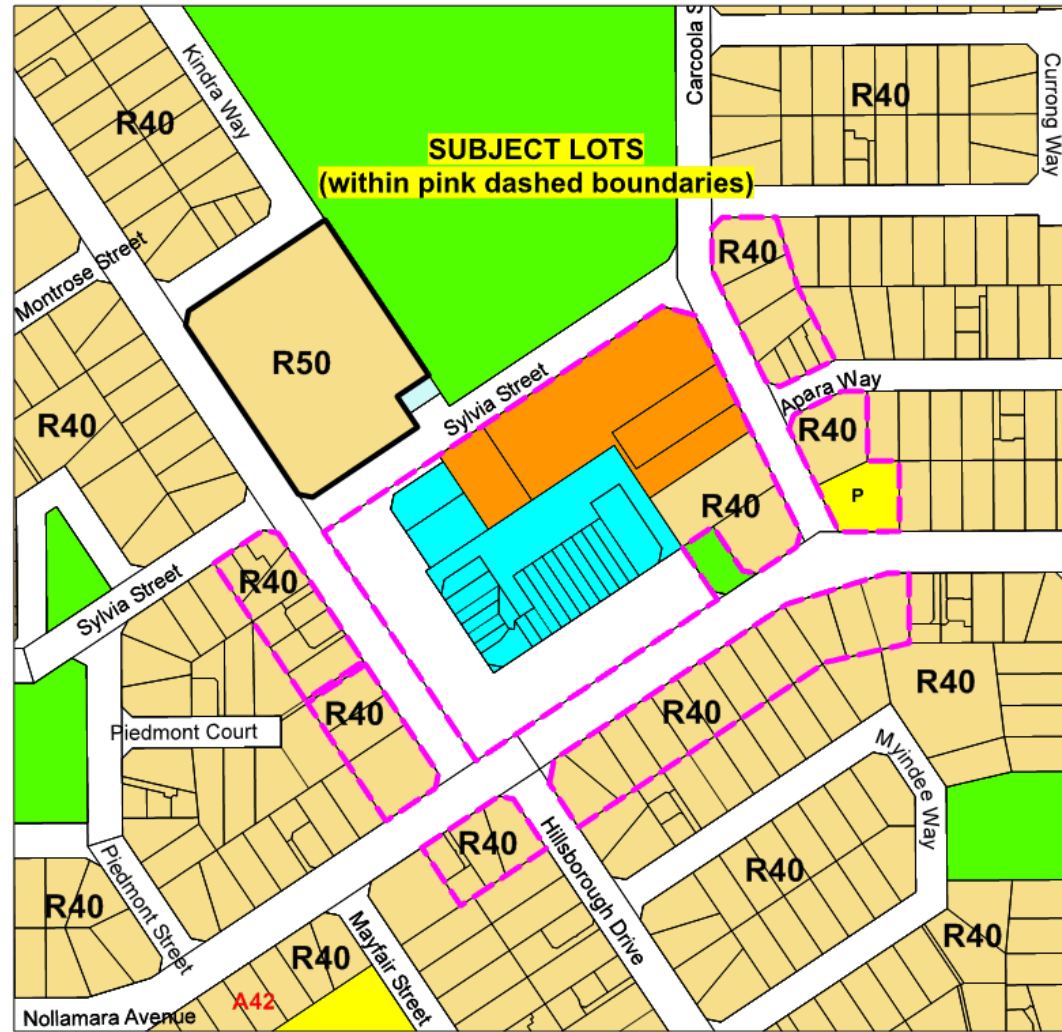 Kindra Way
Carcoola S
Currong Way
R40
R40
SUBJECT LOTS
(within pink dashed boundaries)
R40
Montrose Street
R50
Sylvia Street
Apara Way
R40
R40
P
R40
R40
Sylvia Street
R40
R40
R40
Piedmont Court
Myindee Way
Hillsborough Drive
R40
R40
R40
Piedmont Street
Mayfair Street
R40
R40
A42
Nollamara Avenue